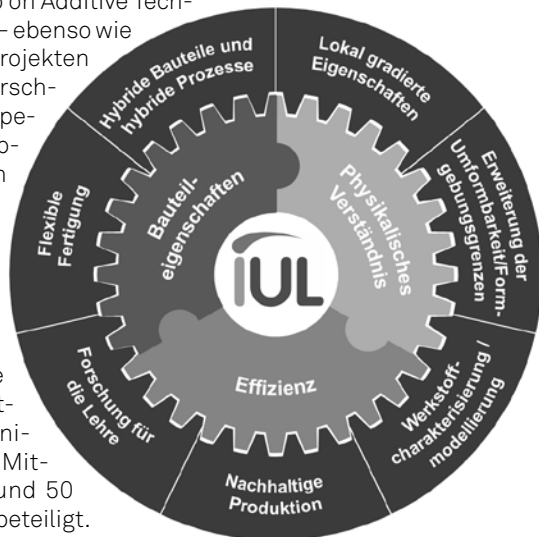 on Additive Tech-
– ebenso wie
rojekten
orsch-
pe-
o-
n
e
t-
ni-
Mit-
und 50
beteiligt.
Hybride Bauteile und
hybride Prozesse
Lokal gradierte
Eigenschaften
Erweiterung der
Umformbarkeit/Form-
gebungsgrenzen
Werkstoff-
charakterisierung /
modellierung
Nachhaltige
Produktion
Forschung für
die Lehre
Flexible
Fertigung
Bauteil-
eigenschaften
Physikalisches
Verständnis
Effizienz
IUL